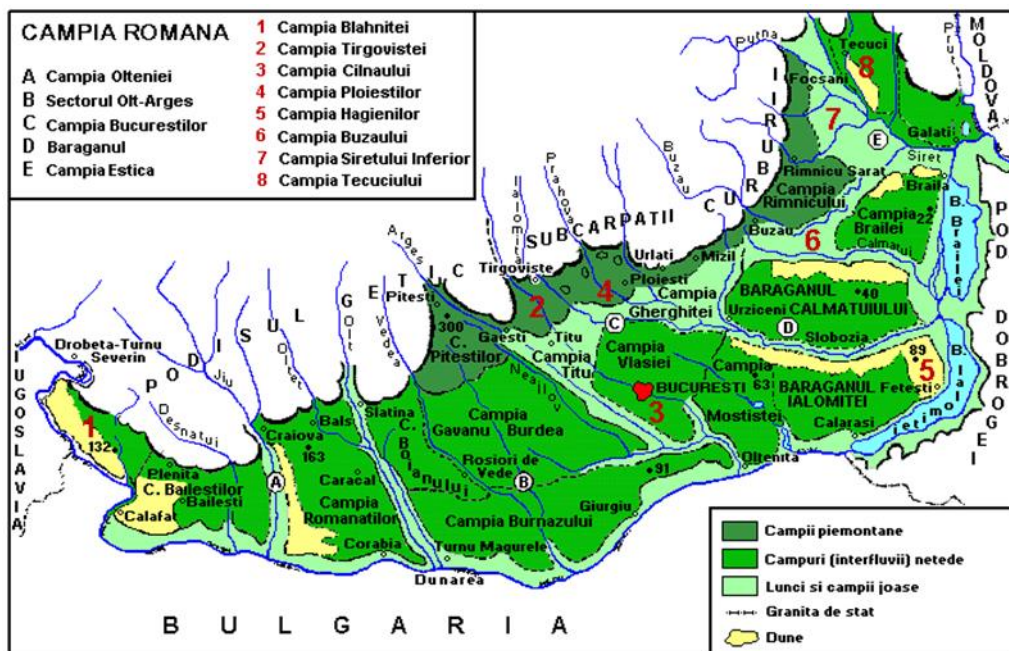 CAMPIA ROMANA
A Campia Olteniei
B Sectorul Olt-Arges
C Campia Bucurestilor
D Baraganul
E Campia Estica
1 Campia Blahnitei
2 Campia Tirgovistei
3 Campia Cilnaului
4 Campia Ploiestilor
5 Campia Hagienilor
6 Campia Buzaului
7 Campia Siretului Inferior
8 Campia Tecuciului
MOLDOVA
Prut
Putna
Tecuci
8
Focsani
7
E
Galati
Siret
Rimnicu Sarat
Braila
Campia
Rimnicului
Campia
Brailei
22
B. Brailei
POD. DOBROGEI
Buzau
Calmatui
6
SUBCARPATII CURBURII
Buzau
Prahova
Ialomita
Arges
Urlati
Mizil
Tirgoviste
Ploiesti
2
4
Campia
Gherghitei
BARAGANUL
40
Urziceni CALMATUIULUI
D
Slobozia
C
Pitesti
300
Gaesti
Titu
C.
Pitestilor
Campia
Titu
Neajlov
Campia
Vlasiei
BUCURESTI
3
Campia
63
Mostistei
89
5
Fetesti
BARAGANUL
IALOMITEI
Calarasi
B. Ialomitei
Oltenita
PODISUL GETIC
Drobeta-Turnu
Severin
IUGOSLAVIA
Jiu
Oltet
Olt
Vedea
Desnatui
1
132
Plenita
C. Bailestilor
Bailesti
Calafat
Craiova
Bals
Slatina
163
A
Caracal
Campia
Romanatilor
Corabia
C. Boianului
Campia
Gavanu Burdea
Rosiori de
Vede
B
91
Giurgiu
Campia Burnazului
Turnu Magurele
Dunarea
BULGARIA
Campii piemontane
Campuri (interfluvii) netede
Lunci si campii joase
Granita de stat
Dune